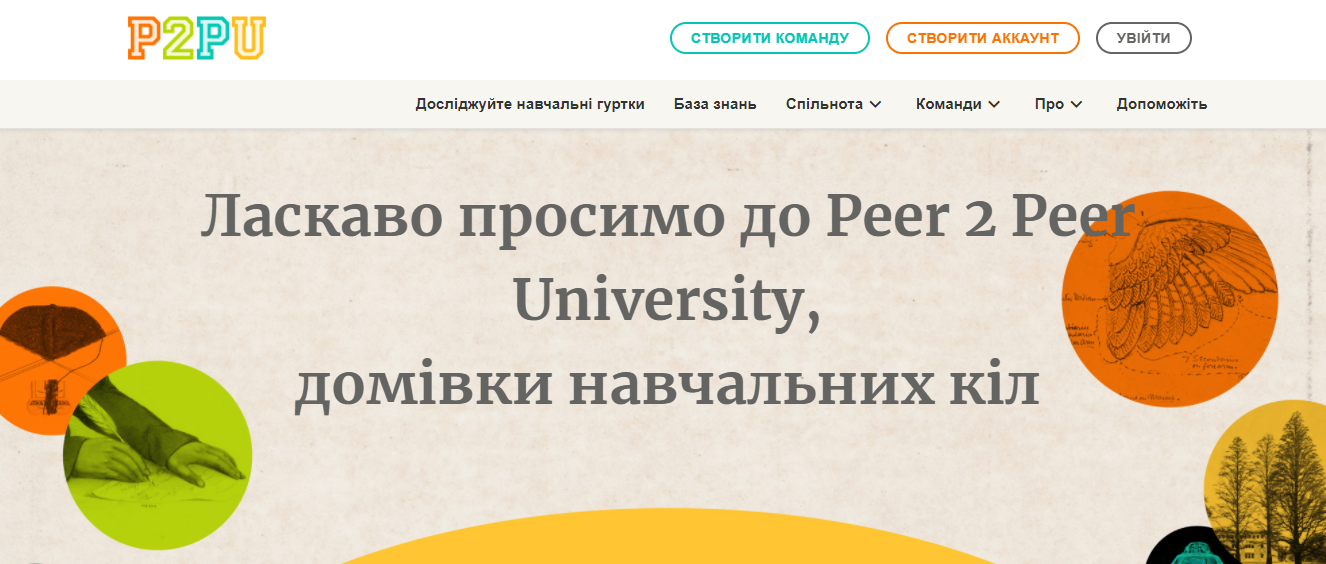 P2PU
СТВОРИТИ КОМАНДУ СТВОРИТИ АККАУНТ УВІЙТИ
Досліджуйте навчальні гуртки База знань Спільнота Команди Про Допоможіть
Ласкаво просимо до Peer 2 Peer
University,
домівки навчальних кіл